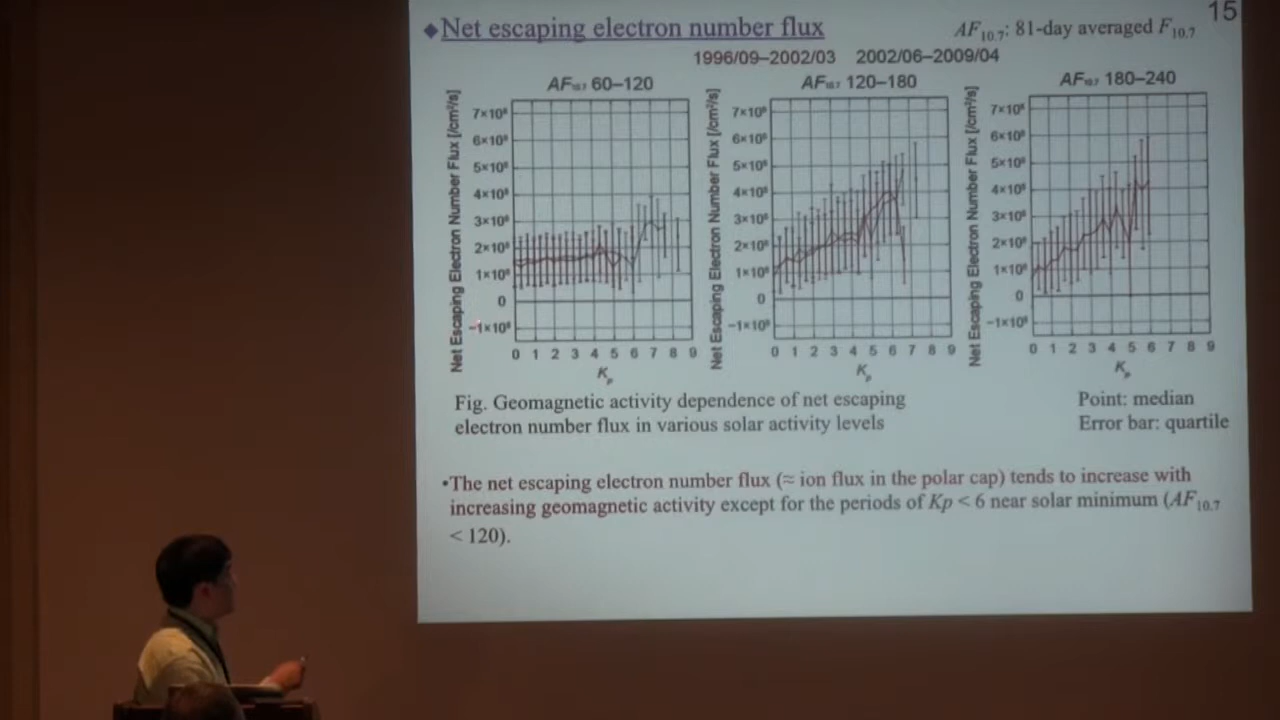 15
◆Net escaping electron number flux
AF10.7: 81-day averaged F10.7
1996/09–2002/03 2002/06–2009/04
AF10.7 60–120
AF10.7 120–180
AF10.7 180–240
Net Escaping Electron Number Flux [/cm²/s]
7×10⁸
6×10⁸
5×10⁸
4×10⁸
3×10⁸
2×10⁸
1×10⁸
0
−1×10⁸
0 1 2 3 4 5 6 7 8 9
Kp
Net Escaping Electron Number Flux [/cm²/s]
7×10⁸
6×10⁸
5×10⁸
4×10⁸
3×10⁸
2×10⁸
1×10⁸
0
−1×10⁸
0 1 2 3 4 5 6 7 8 9
Kp
Net Escaping Electron Number Flux [/cm²/s]
7×10⁸
6×10⁸
5×10⁸
4×10⁸
3×10⁸
2×10⁸
1×10⁸
0
−1×10⁸
0 1 2 3 4 5 6 7 8 9
Kp
Fig. Geomagnetic activity dependence of net escaping
electron number flux in various solar activity levels
Point: median
Error bar: quartile
•The net escaping electron number flux (≈ ion flux in the polar cap) tends to increase with
increasing geomagnetic activity except for the periods of Kp < 6 near solar minimum (AF10.7
< 120).